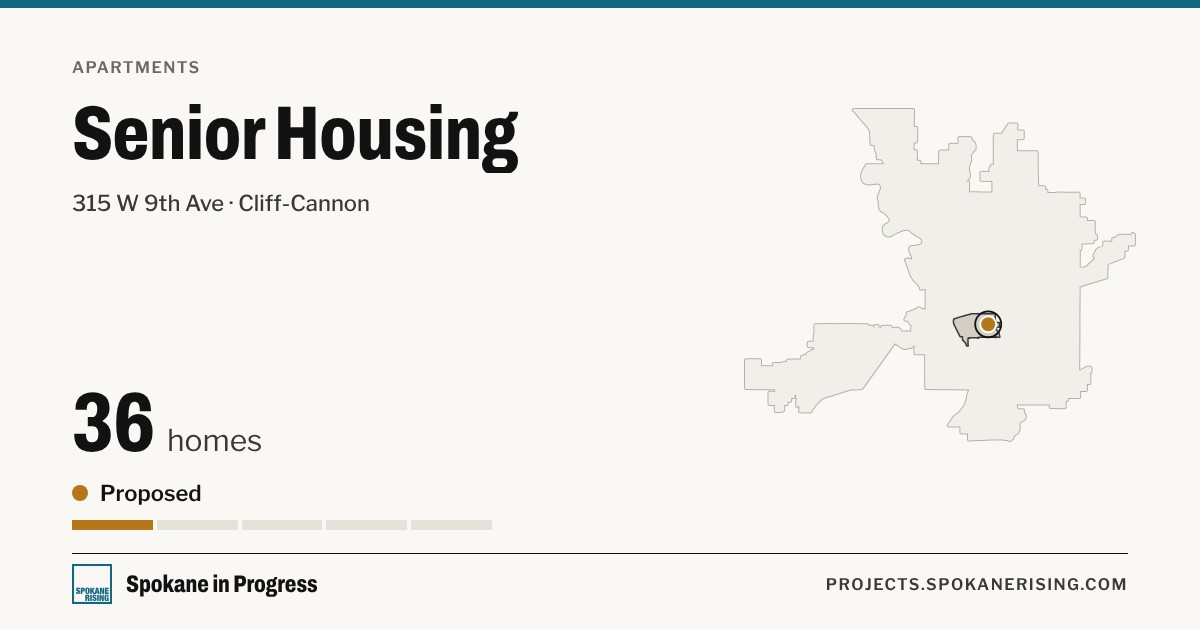 APARTMENTS
Senior Housing
315 W 9th Ave · Cliff-Cannon
36 homes
Proposed
SPOKANE
RISING
Spokane in Progress
PROJECTS.SPOKANERISING.COM